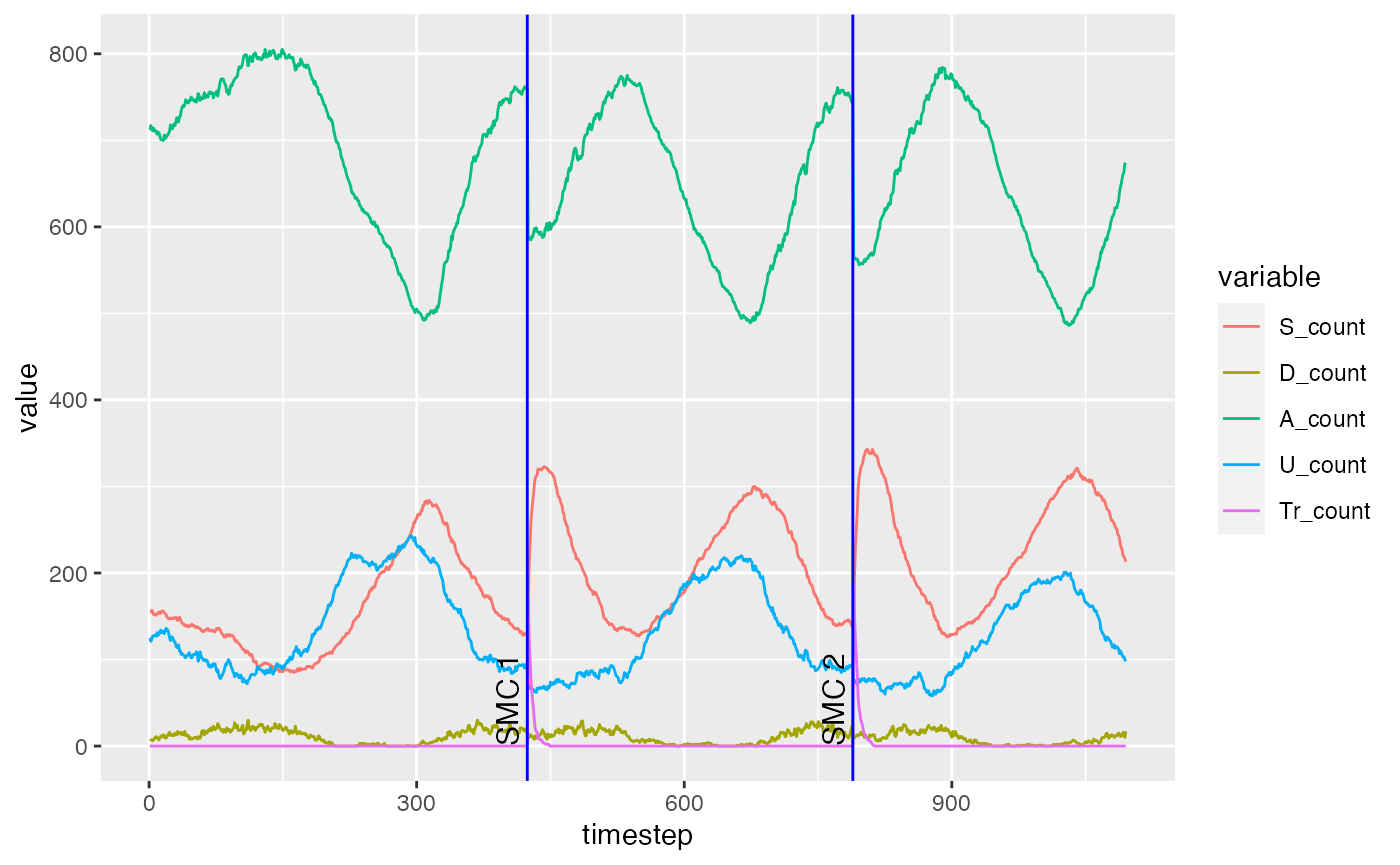 800
600
400
200
0
value
SMC 1
SMC 2
0
300
600
900
timestep
variable
S_count
D_count
A_count
U_count
Tr_count